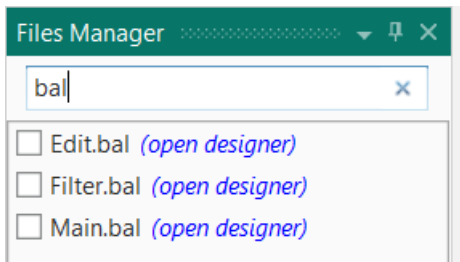 Files Manager
bal
Edit.bal (open designer)
Filter.bal (open designer)
Main.bal (open designer)